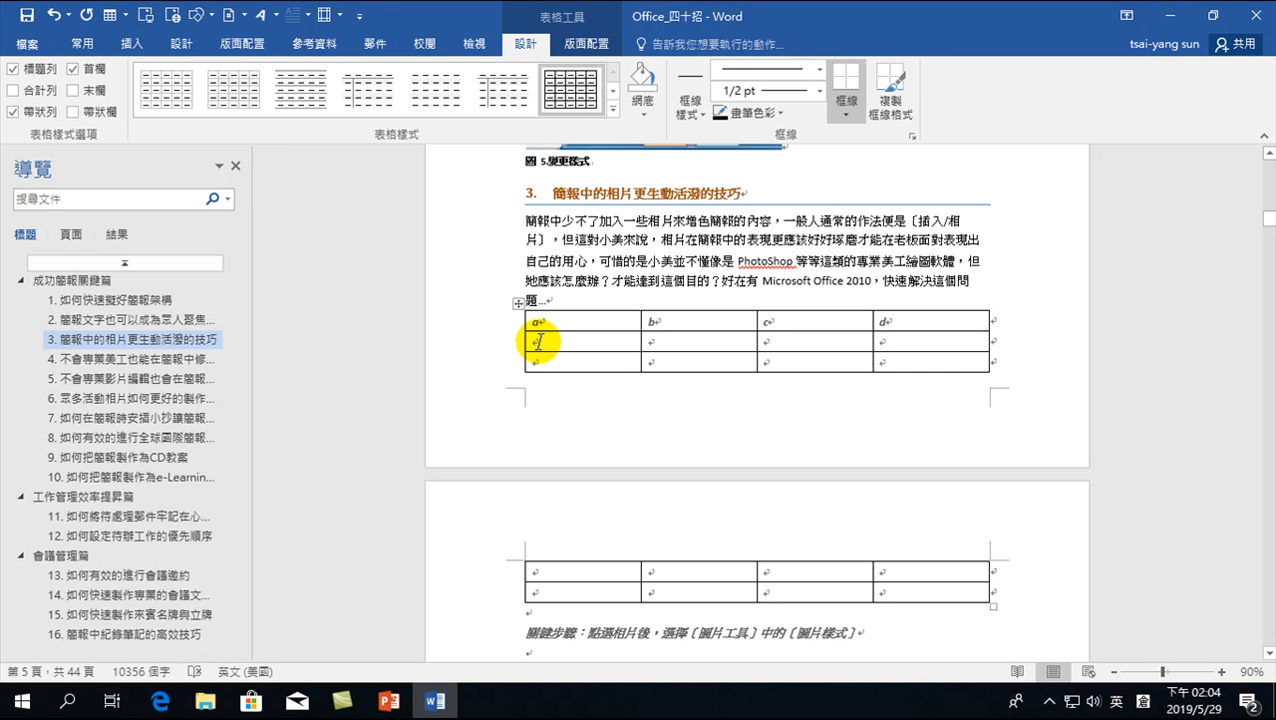 表格工具
Office_四十招 - Word
檔案 常用 插入 設計 版面配置 參考資料 郵件 校閱 檢視 設計 版面配置 告訴我您想要執行的動作... tsai-yang sun 共用
標題列 首欄
合計列 末欄
帶狀列 帶狀欄
表格樣式選項
表格樣式
網底
框線
樣式
1/2 pt
畫筆色彩
框線
複製
框線格式
框線
導覽
搜尋文件
標題 頁面 結果
成功簡報關鍵篇
1. 如何快速擬好簡報架構
2. 簡報文字也可以成為眾人聚焦...
3. 簡報中的相片更生動活潑的技巧
4. 不會專業美工也能在簡報中修...
5. 不會專業影片編輯也會在簡報...
6. 眾多活動相片如何更好的製作...
7. 如何在簡報時安插小抄讓簡報...
8. 如何有效的進行全球國際簡報...
9. 如何把簡報製作為CD教案
10. 如何把簡報製作為e-Learnin...
工作管理效率提昇篇
11. 如何將待處理郵件牢記在心...
12. 如何設定待辦工作的優先順序
會議管理篇
13. 如何有效的進行會議邀約
14. 如何快速製作專業的會議文...
15. 如何快速製作來賓名牌與立牌
16. 簡報中紀錄筆記的高效技巧
圖 5.變更樣式
3. 簡報中的相片更生動活潑的技巧
簡報中少不了加入一些相片來增色簡報的內容，一般人通常的作法便是〔插入/相
片〕，但這對小美來說，相片在簡報中的表現更應該好好琢磨才能在老板面對表現出
自己的用心，可惜的是小美並不懂像是 PhotoShop 等等這類的專業美工繪圖軟體，但
她應該怎麼辦？才能達到這個目的？好在有 Microsoft Office 2010，快速解決這個問
題...
a b c d
關鍵步驟：點選相片後，選擇〔圖片工具〕中的〔圖片樣式〕
第 5 頁，共 44 頁 10356 個字 英文 (美國) 90%
英 下午 02:04
2019/5/29
2